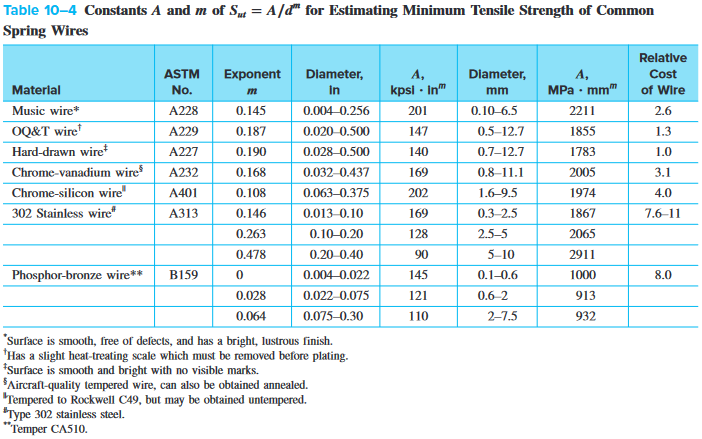 Table 10–4 Constants A and m of Sut = A/d^m for Estimating Minimum Tensile Strength of Common
Spring Wires
Material | ASTM No. | Exponent m | Diameter, in | A, kpsi · in^m | Diameter, mm | A, MPa · mm^m | Relative Cost of Wire
Music wire* | A228 | 0.145 | 0.004–0.256 | 201 | 0.10–6.5 | 2211 | 2.6
OQ&T wire† | A229 | 0.187 | 0.020–0.500 | 147 | 0.5–12.7 | 1855 | 1.3
Hard-drawn wire‡ | A227 | 0.190 | 0.028–0.500 | 140 | 0.7–12.7 | 1783 | 1.0
Chrome-vanadium wire§ | A232 | 0.168 | 0.032–0.437 | 169 | 0.8–11.1 | 2005 | 3.1
Chrome-silicon wire‖ | A401 | 0.108 | 0.063–0.375 | 202 | 1.6–9.5 | 1974 | 4.0
302 Stainless wire# | A313 | 0.146 | 0.013–0.10 | 169 | 0.3–2.5 | 1867 | 7.6–11
0.263 | 0.10–0.20 | 128 | 2.5–5 | 2065
0.478 | 0.20–0.40 | 90 | 5–10 | 2911
Phosphor-bronze wire** | B159 | 0 | 0.004–0.022 | 145 | 0.1–0.6 | 1000 | 8.0
0.028 | 0.022–0.075 | 121 | 0.6–2 | 913
0.064 | 0.075–0.30 | 110 | 2–7.5 | 932
*Surface is smooth, free of defects, and has a bright, lustrous finish.
†Has a slight heat-treating scale which must be removed before plating.
‡Surface is smooth and bright with no visible marks.
§Aircraft-quality tempered wire, can also be obtained annealed.
‖Tempered to Rockwell C49, but may be obtained untempered.
#Type 302 stainless steel.
**Temper CA510.